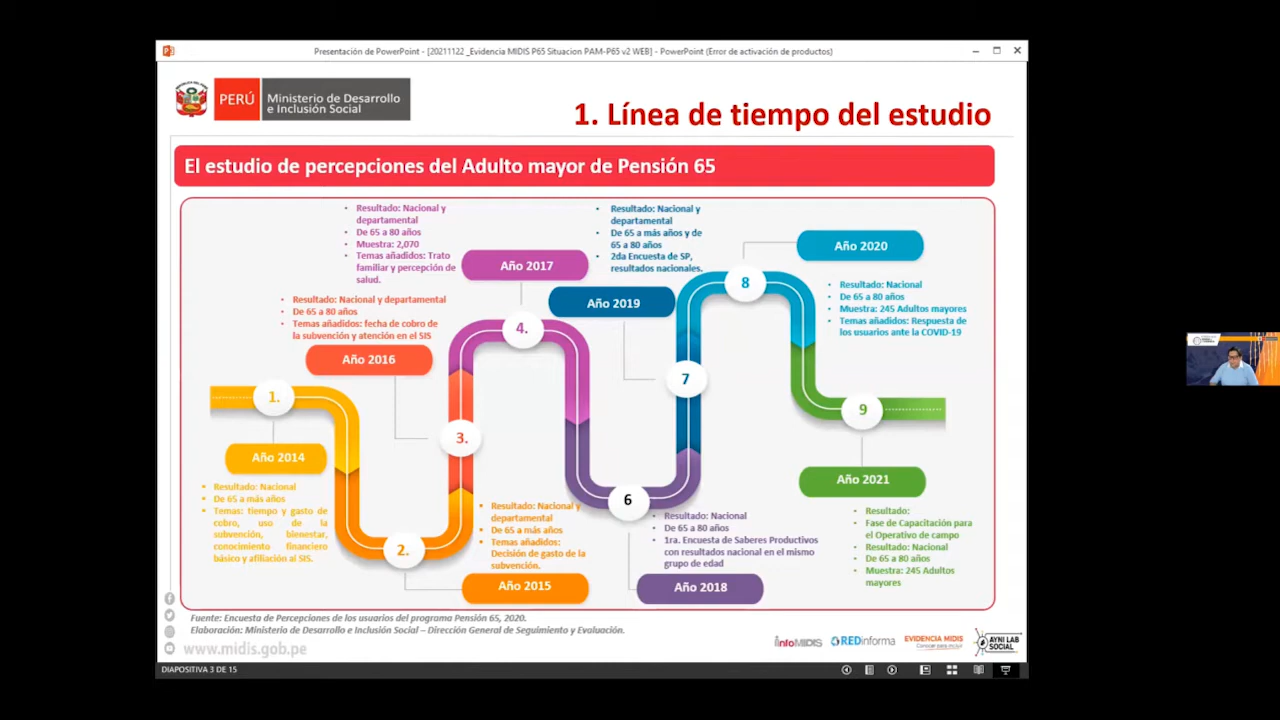 Presentación de PowerPoint - [20211122 _Evidencia MIDIS P65 Situacion PAM-P65 v2 WEB] - PowerPoint (Error de activación de productos)
PERÚ
Ministerio de Desarrollo
e Inclusión Social
1. Línea de tiempo del estudio
El estudio de percepciones del Adulto mayor de Pensión 65
• Resultado: Nacional y
departamental
• De 65 a 80 años
• Muestra: 2,070
• Temas añadidos: Trato
familiar y percepción de
salud.
Año 2017
4.
• Resultado: Nacional y
departamental
• De 65 a más años y de
65 a 80 años
• 2da Encuesta de SP,
resultados nacionales.
Año 2019
7
8
Año 2020
• Resultado: Nacional
• De 65 a 80 años
• Muestra: 245 Adultos mayores
• Temas añadidos: Respuesta de
los usuarios ante la COVID-19
• Resultado: Nacional y departamental
• De 65 a 80 años
• Temas añadidos: fecha de cobro de
la subvención y atención en el SIS
Año 2016
3.
1.
Año 2014
• Resultado: Nacional
• De 65 a más años
• Temas: tiempo y gasto de
cobro, uso de la
subvención, bienestar,
conocimiento financiero
básico y afiliación al SIS.
2.
• Resultado: Nacional y
departamental
• De 65 a más años
• Temas añadidos:
Decisión de gasto de la
subvención.
Año 2015
6
• Resultado: Nacional
• De 65 a 80 años
• 1ra. Encuesta de Saberes Productivos
con resultados nacional en el mismo
grupo de edad
Año 2018
9
Año 2021
• Resultado:
• Fase de Capacitación para
el Operativo de campo
• Resultado: Nacional
• De 65 a 80 años
• Muestra: 245 Adultos
mayores
Fuente: Encuesta de Percepciones de los usuarios del programa Pensión 65, 2020.
Elaboración: Ministerio de Desarrollo e Inclusión Social – Dirección General de Seguimiento y Evaluación.
www.midis.gob.pe
InfoMIDIS
REDinforma
EVIDENCIA MIDIS
Conocer para incluir
AYNI LAB
SOCIAL
DIAPOSITIVA 3 DE 15